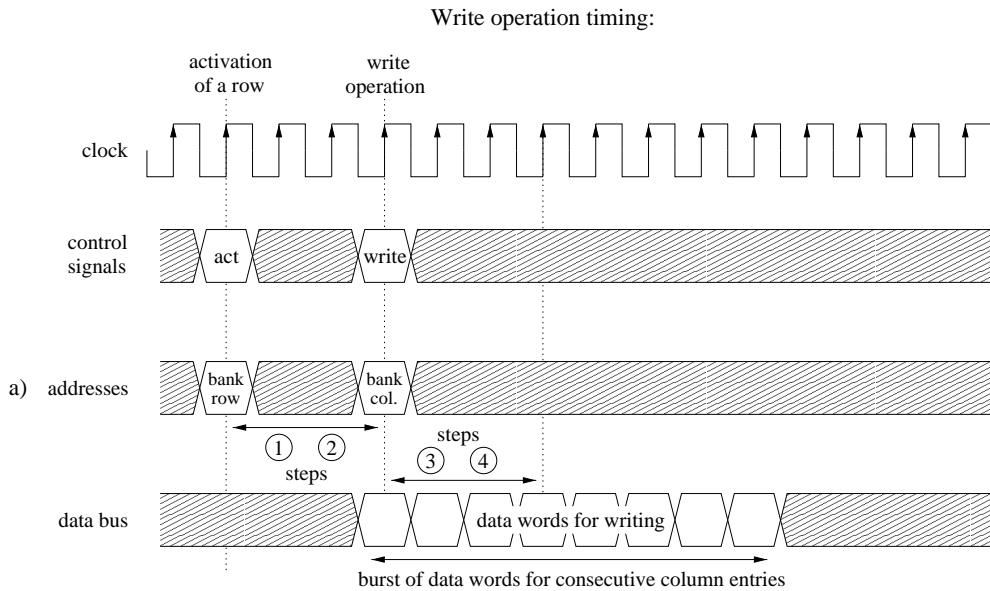 Write operation timing:
activation
of a row
write
operation
clock
control
signals
act
write
a)
addresses
bank
row
bank
col.
1 2
steps
steps
3 4
data bus
data words for writing
burst of data words for consecutive column entries